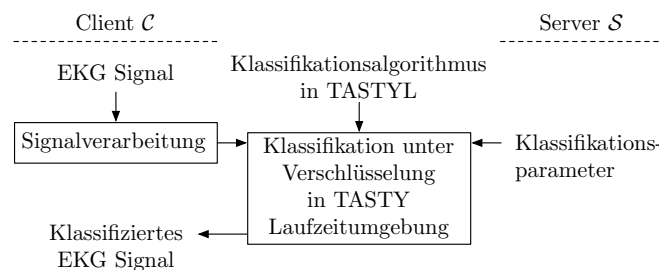 Client C
Server S
EKG Signal
Klassifikationsalgorithmus
in TASTYL
Signalverarbeitung
Klassifikation unter
Verschlüsselung
in TASTY
Laufzeitumgebung
Klassifikations-
parameter
Klassifiziertes
EKG Signal